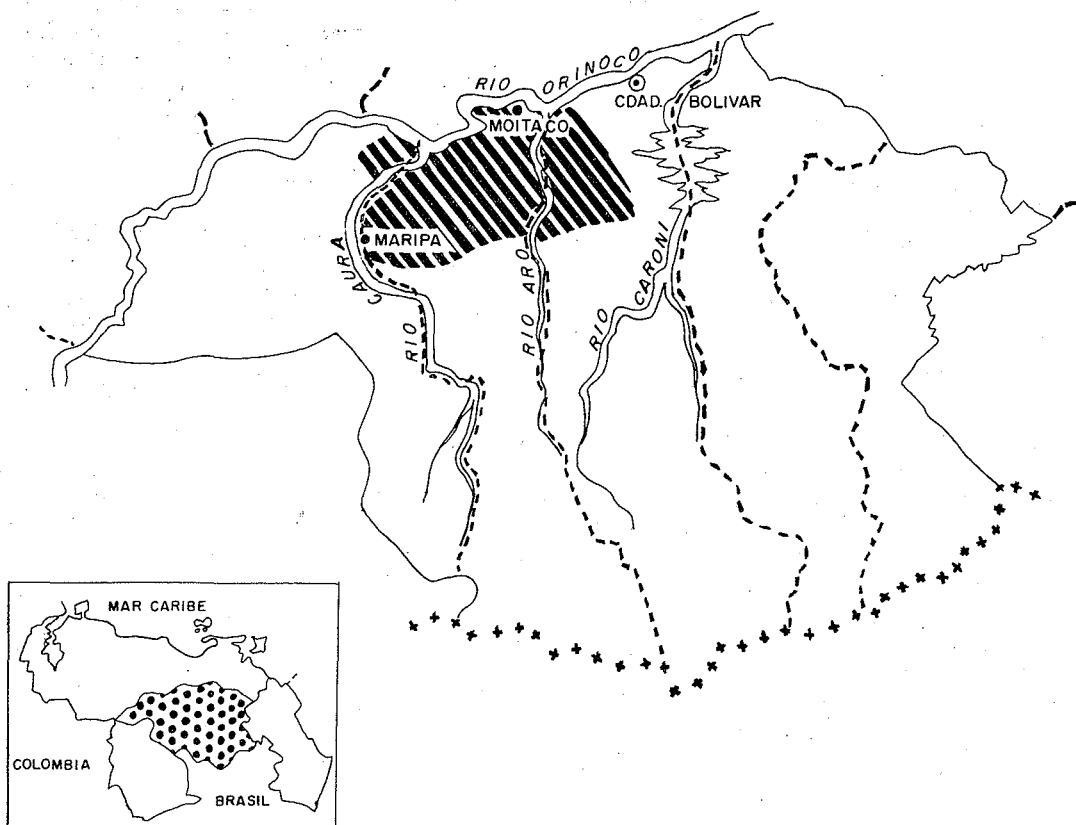 RIO ORINOCO
CDAD. BOLIVAR
MOITACO
MARIPA
RIO CAURA
RIO ARO
RIO CARONI
MAR CARIBE
COLOMBIA
BRASIL